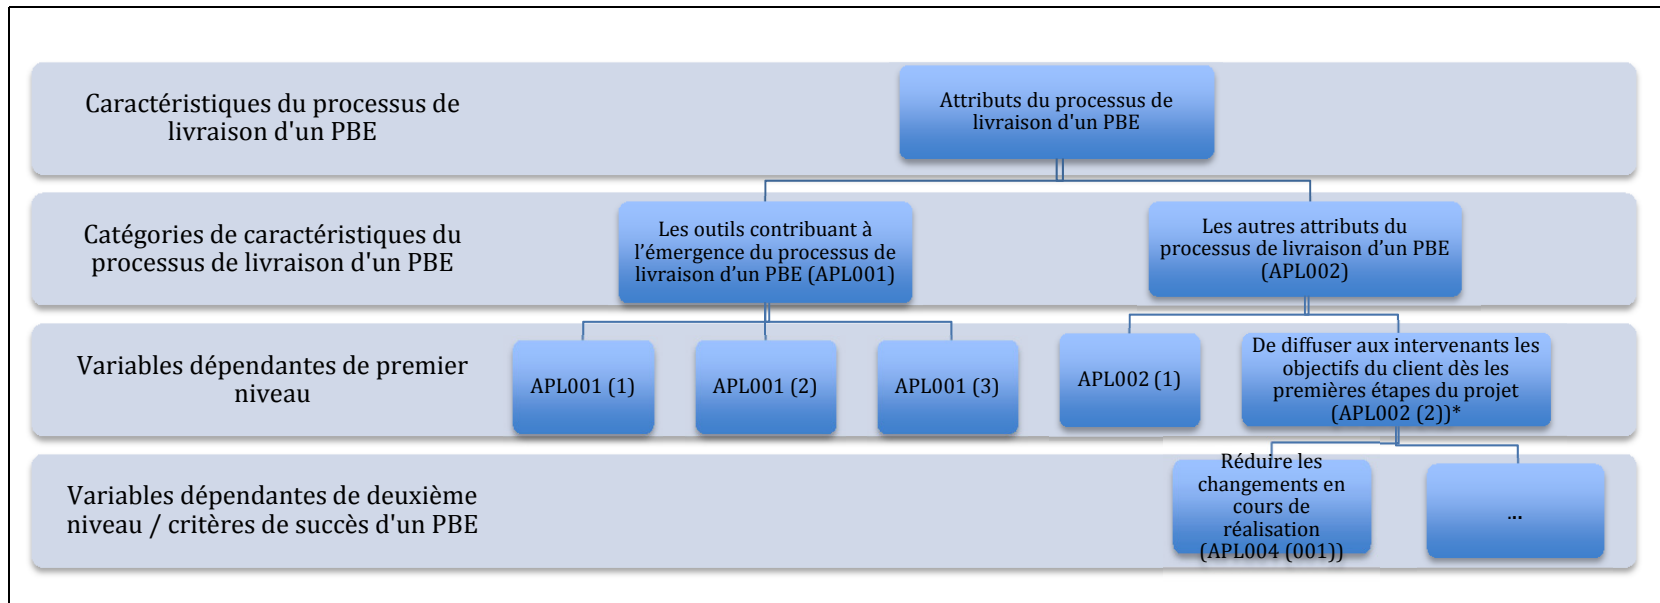 Caractéristiques du processus de
livraison d'un PBE
Attributs du processus de
livraison d'un PBE
Catégories de caractéristiques du
processus de livraison d'un PBE
Les outils contribuant à
l’émergence du processus de
livraison d’un PBE (APL001)
Les autres attributs du
processus de livraison d’un PBE
(APL002)
Variables dépendantes de premier
niveau
APL001 (1)
APL001 (2)
APL001 (3)
APL002 (1)
De diffuser aux intervenants les
objectifs du client dès les
premières étapes du projet
(APL002 (2))*
Variables dépendantes de deuxième
niveau / critères de succès d'un PBE
Réduire les
changements en
cours de
réalisation
(APL004 (001))
...